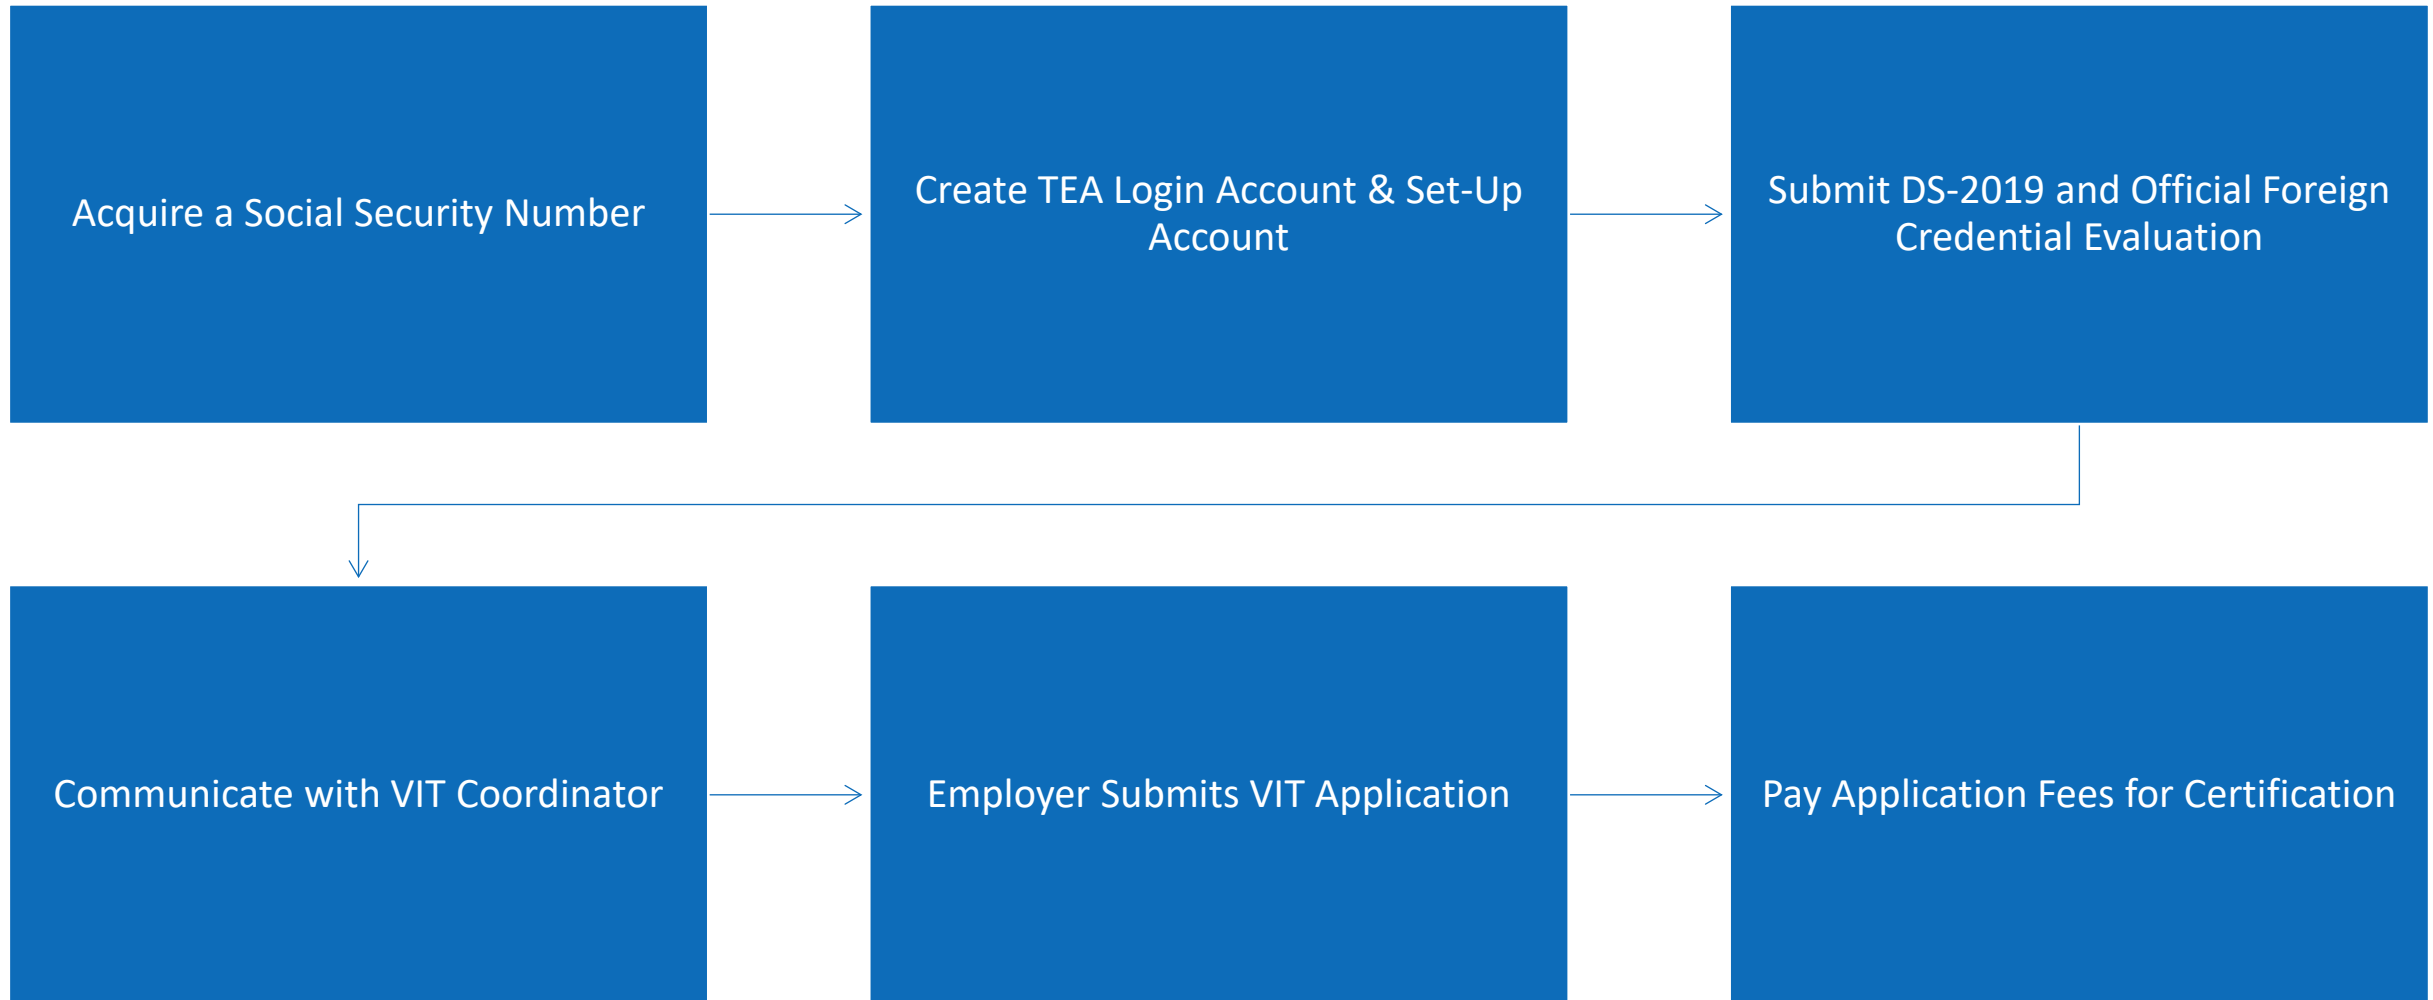 Acquire a Social Security Number
Create TEA Login Account & Set-Up
Account
Submit DS-2019 and Official Foreign
Credential Evaluation
Communicate with VIT Coordinator
Employer Submits VIT Application
Pay Application Fees for Certification